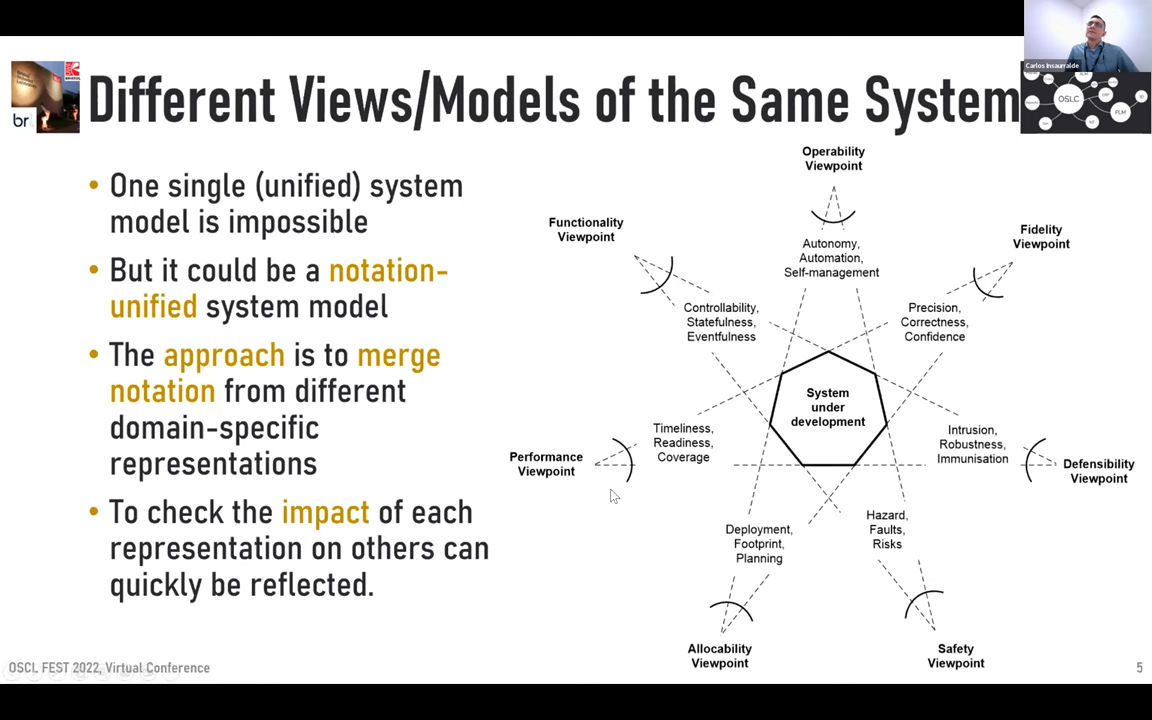 Carlos Insaurralde
OSLC
PLM
br
Different Views/Models of the Same System
• One single (unified) system
model is impossible
• But it could be a notation-
unified system model
• The approach is to merge
notation from different
domain-specific
representations
• To check the impact of each
representation on others can
quickly be reflected.
Operability
Viewpoint
Functionality
Viewpoint
Fidelity
Viewpoint
Autonomy,
Automation,
Self-management
Controllability,
Statefulness,
Eventfulness
Precision,
Correctness,
Confidence
System
under
development
Timeliness,
Readiness,
Coverage
Intrusion,
Robustness,
Immunisation
Performance
Viewpoint
Defensibility
Viewpoint
Deployment,
Footprint,
Planning
Hazard,
Faults,
Risks
Allocability
Viewpoint
Safety
Viewpoint
OSCL FEST 2022, Virtual Conference
5